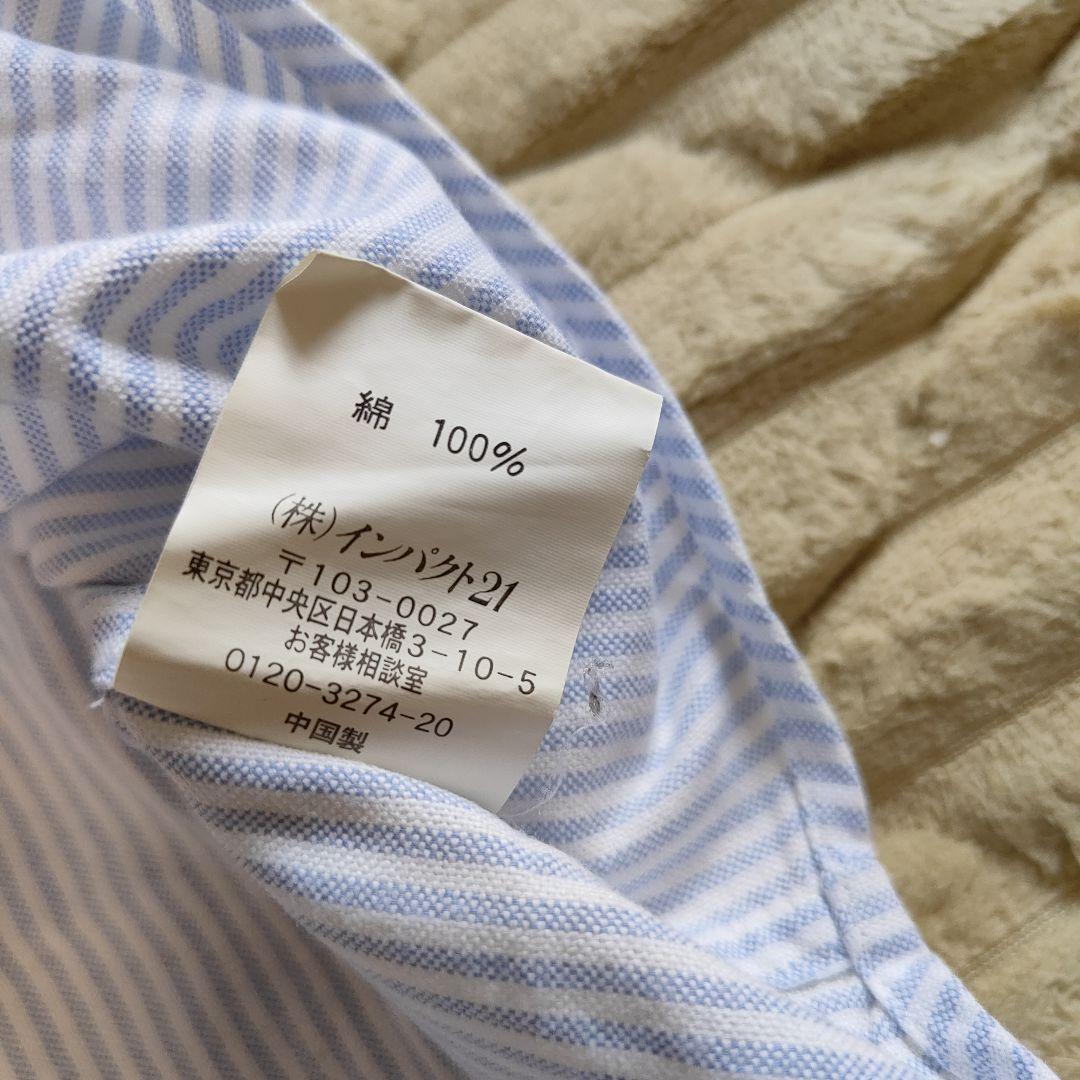 綿 100%
(株)インパクト21
〒103-0027
東京都中央区日本橋3-10-5
お客様相談室
0120-3274-20
中国製